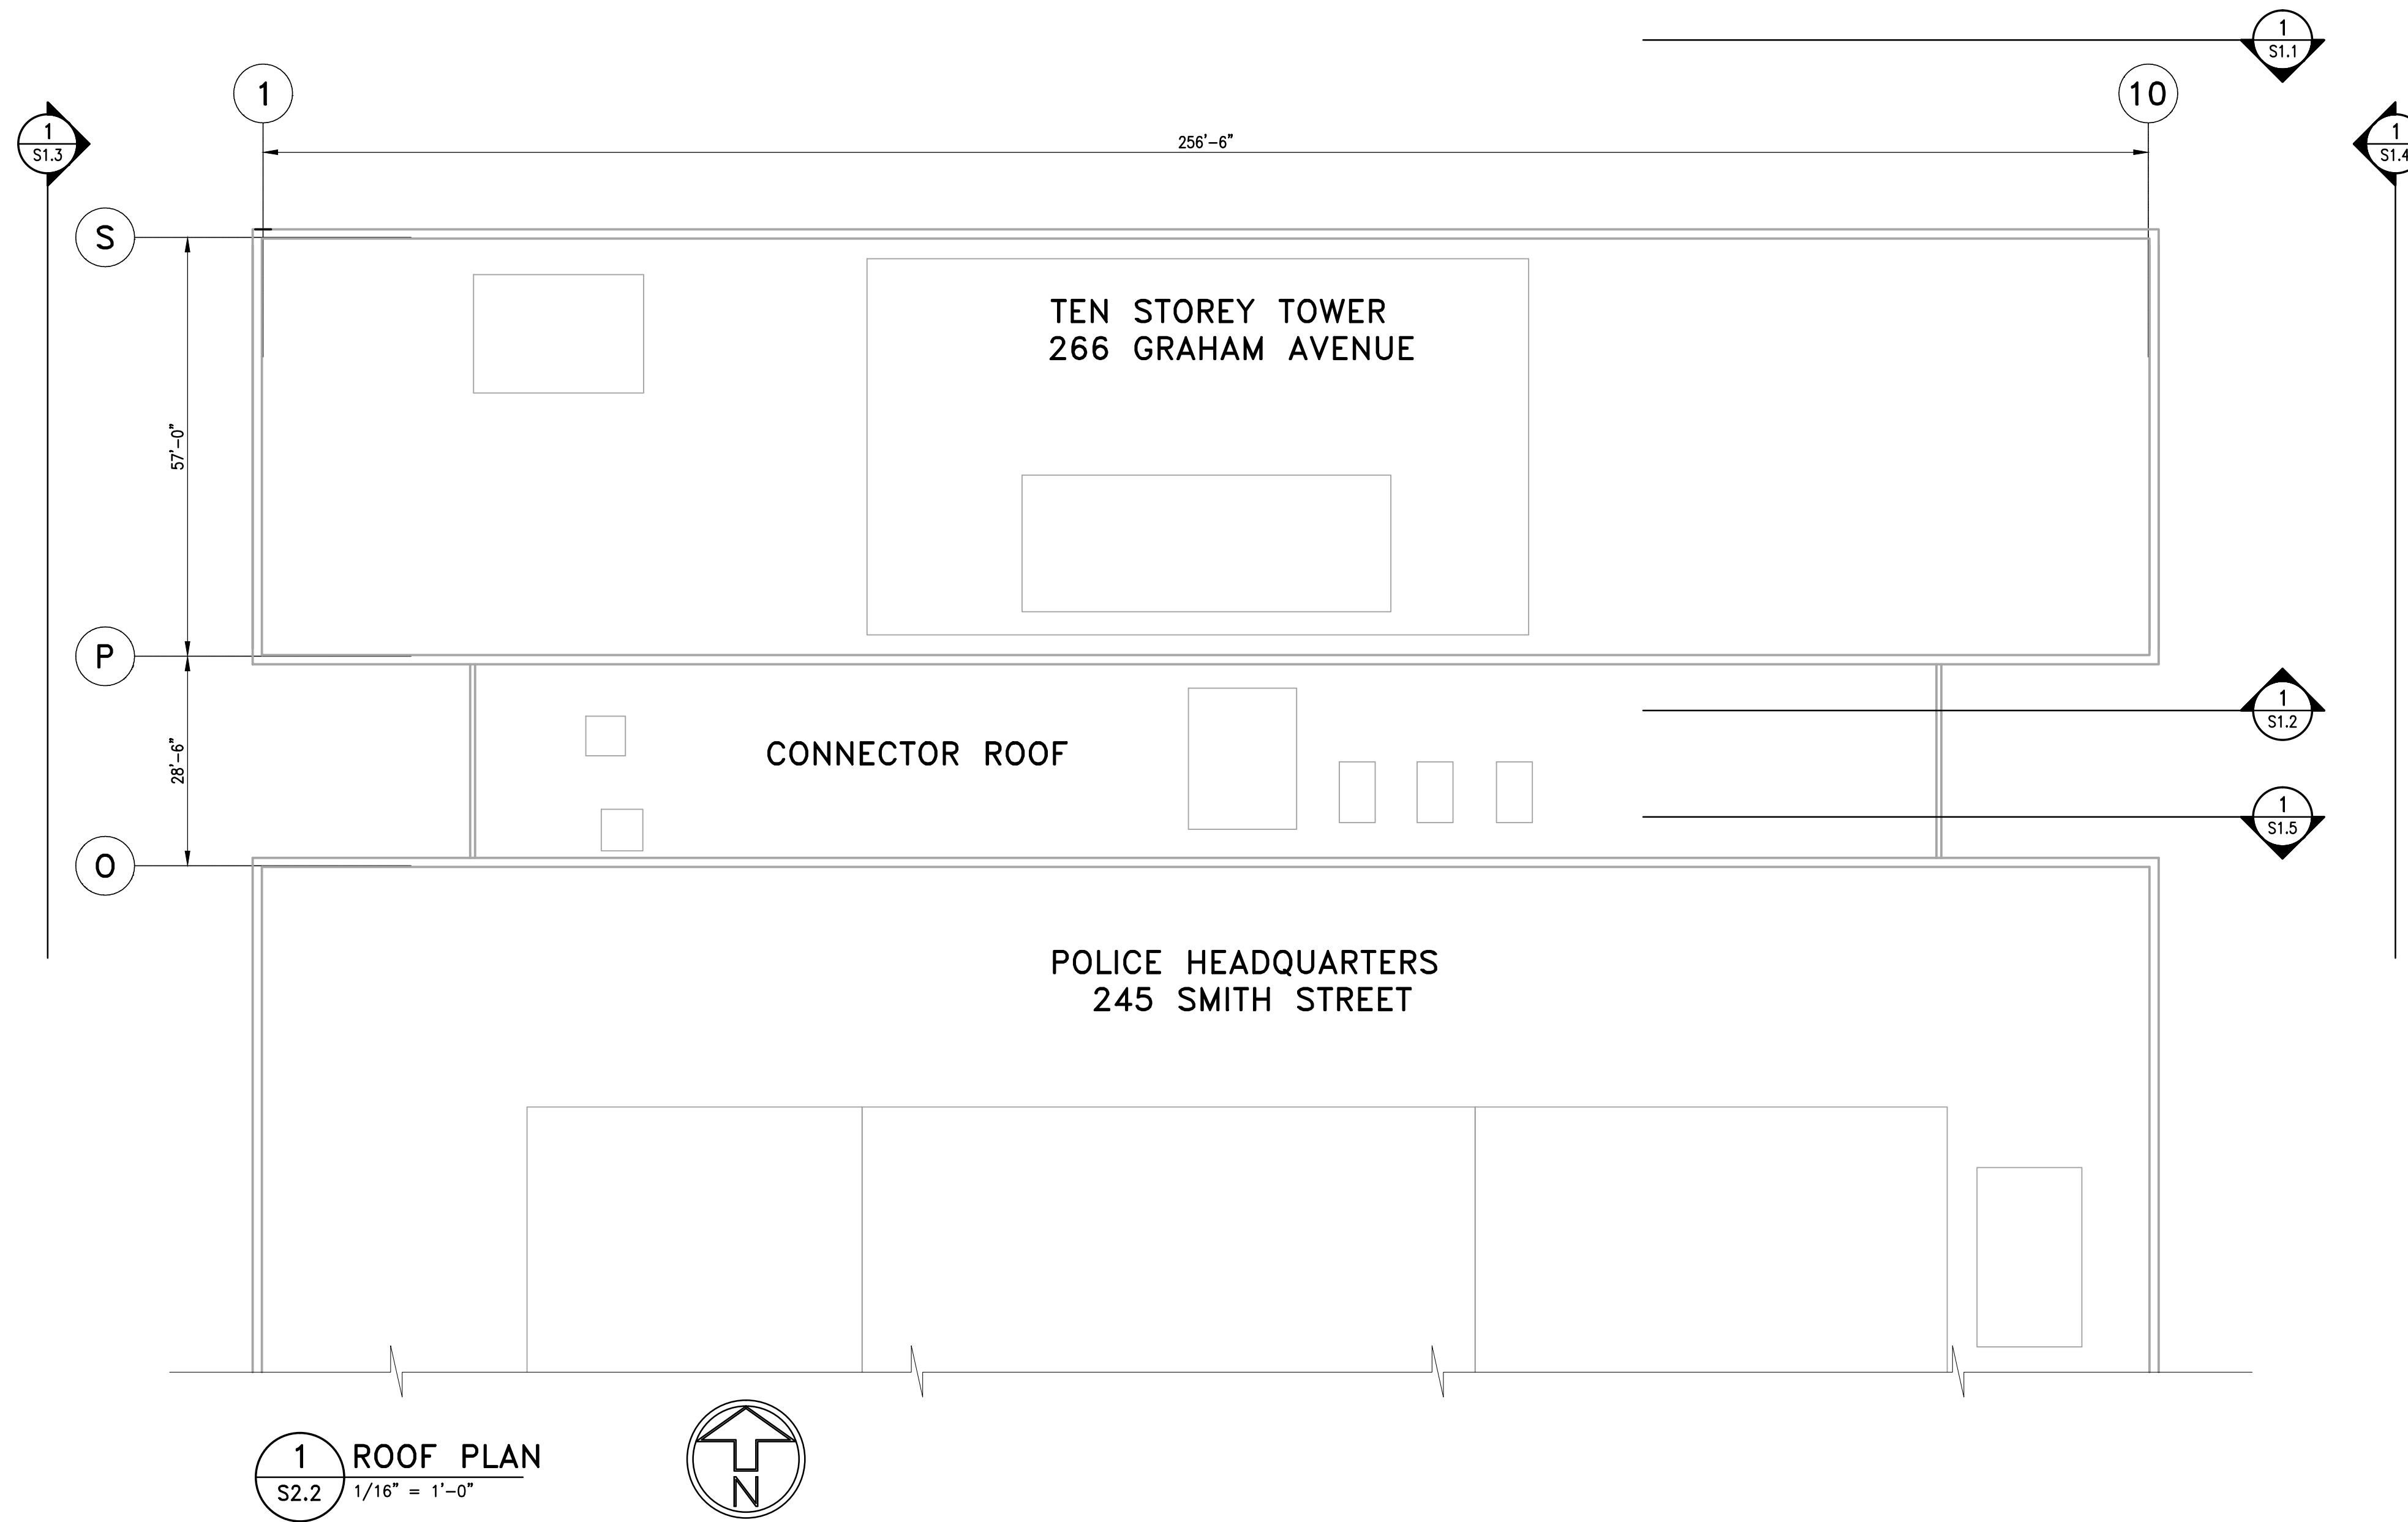 1
S1.1
1
10
1
S1.3
1
S1.4
256'-6"
S
TEN STOREY TOWER
266 GRAHAM AVENUE
57'-0"
P
1
S1.2
CONNECTOR ROOF
28'-6"
1
S1.5
O
POLICE HEADQUARTERS
245 SMITH STREET
1
ROOF PLAN
S2.2
1/16" = 1'-0"
N